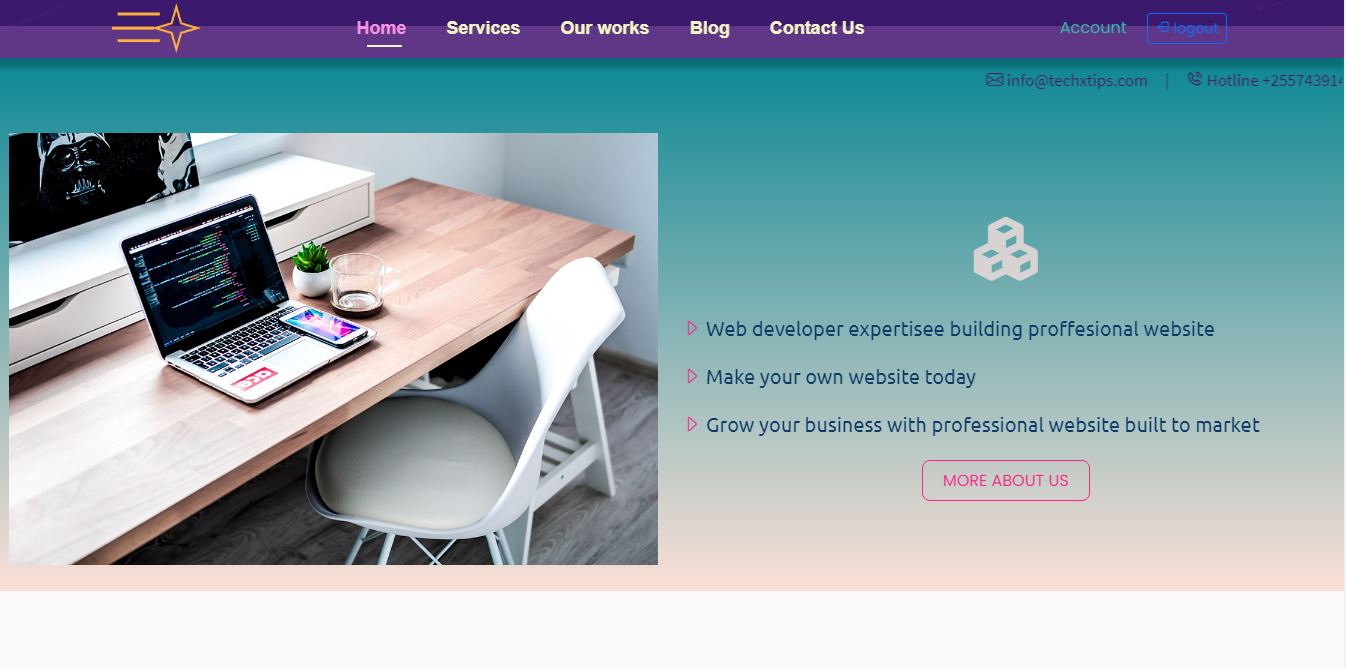 Home Services Our works Blog Contact Us Account logout
info@techxtips.com | Hotline +25574391
Web developer expertisee building proffesional website
Make your own website today
Grow your business with professional website built to market
MORE ABOUT US
ace